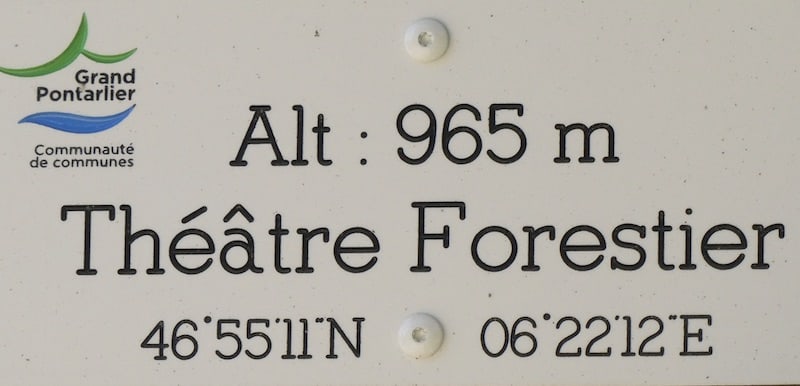 Grand
Pontarlier
Communauté
de communes
Alt : 965 m
Théâtre Forestier
46°55'11"N 06°22'12"E